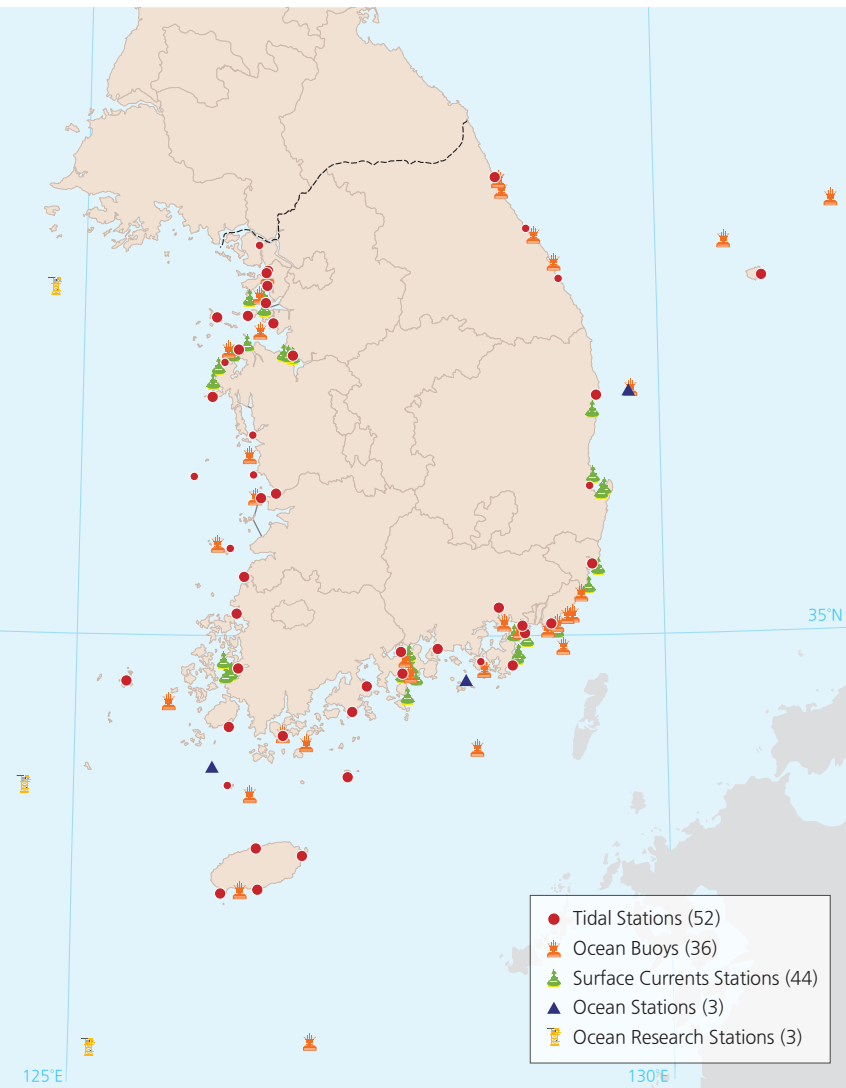 35°N
Tidal Stations (52)
Ocean Buoys (36)
Surface Currents Stations (44)
Ocean Stations (3)
Ocean Research Stations (3)
125°E
130°E